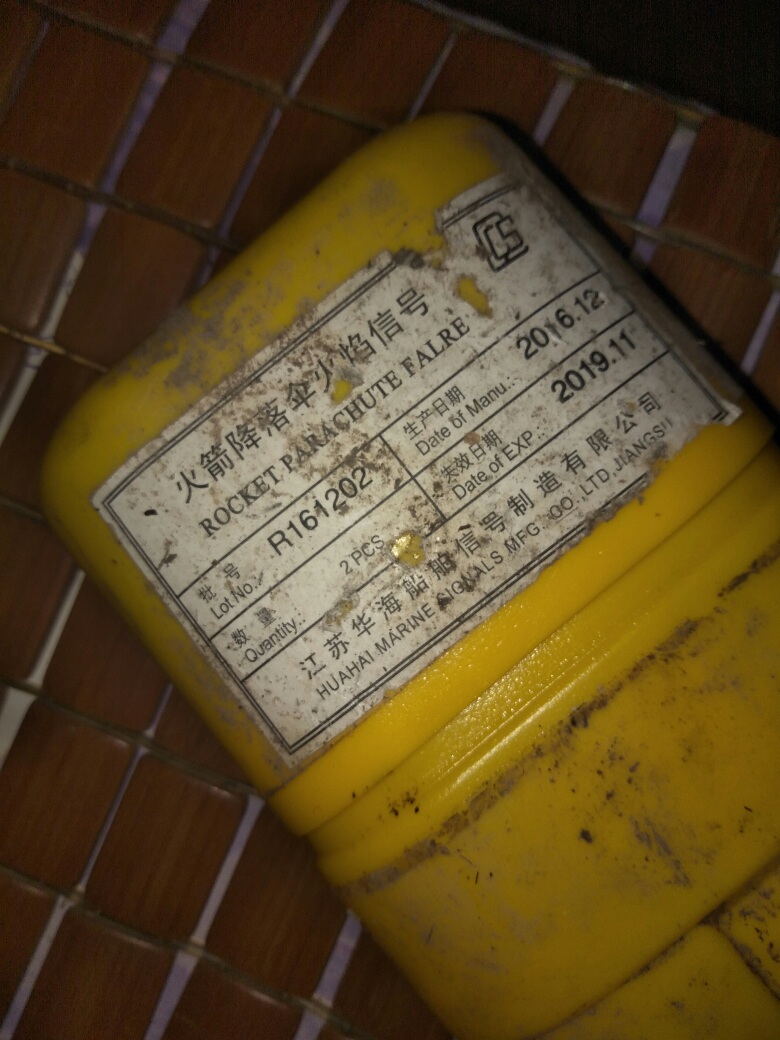 CCS
火箭降落伞火焰信号
ROCKET PARACHUTE FALRE
批 号 Lot No.: R161202 生产日期 Date of Manu.: 2016.12
数 量 Quantity.: 2 PCS 失效日期 Date of EXP.: 2019.11
江苏华海船舶信号制造有限公司
HUAHAI MARINE SIGNALS MFG. CO. LTD JIANGSU